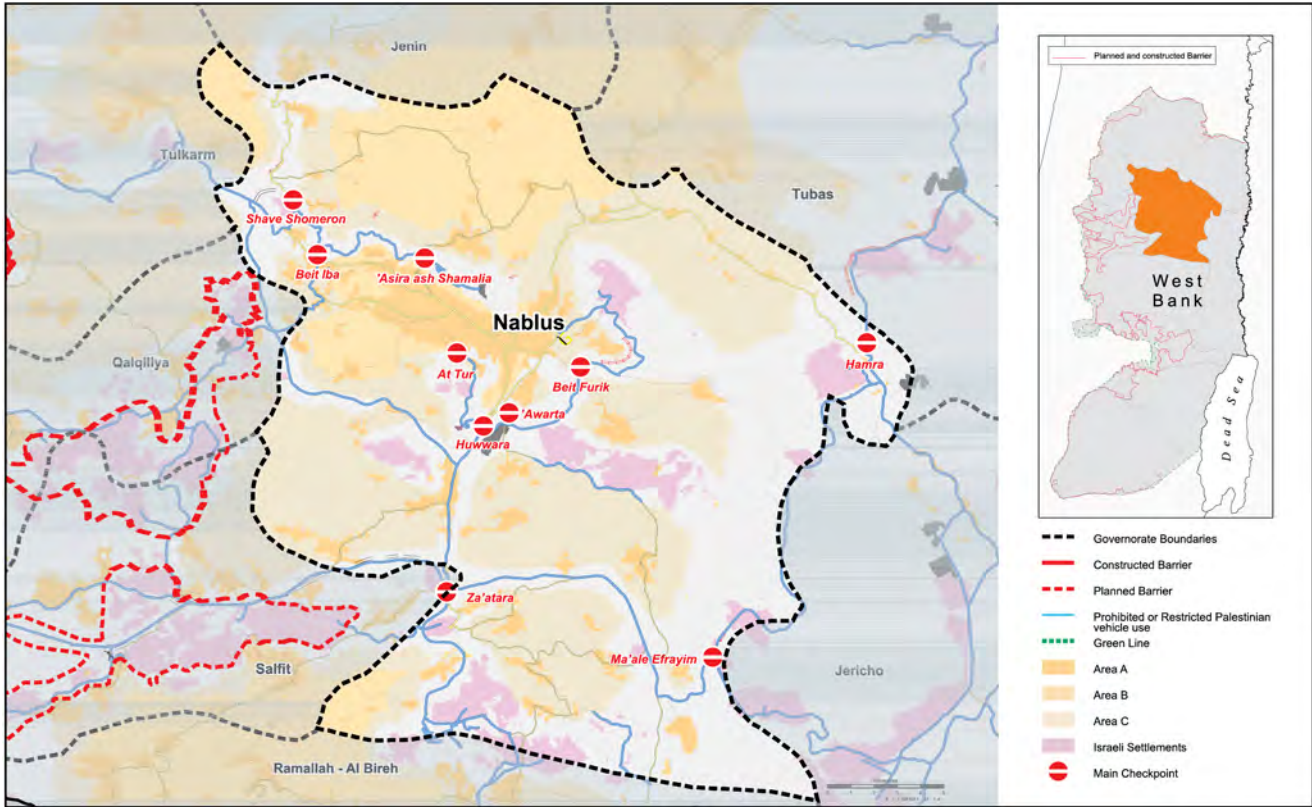 Jenin
Tulkarm
Tubas
Shave Shomeron
Beit Iba
'Asira ash Shamalia
Nablus
Qalqiliya
At Tur
Beit Furik
Hamra
'Awarta
Huwwara
Za'atara
Ma'ale Efrayim
Salfit
Jericho
Ramallah - Al Bireh
Planned and constructed Barrier
West
Bank
Dead Sea
Governorate Boundaries
Constructed Barrier
Planned Barrier
Prohibited or Restricted Palestinian
vehicle use
Green Line
Area A
Area B
Area C
Israeli Settlements
Main Checkpoint